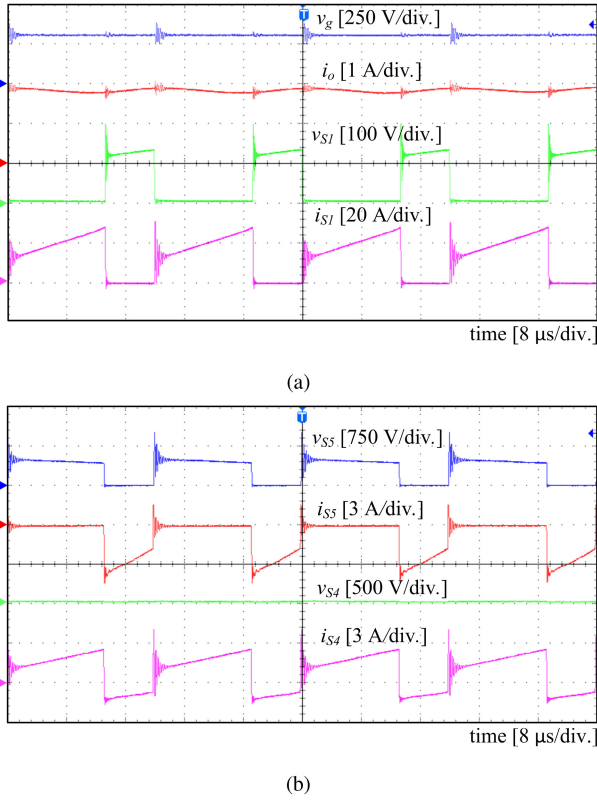 T
v_g [250 V/div.]
i_o [1 A/div.]
v_S1 [100 V/div.]
i_S1 [20 A/div.]
time [8 μs/div.]
(a)
T
v_S5 [750 V/div.]
i_S5 [3 A/div.]
v_S4 [500 V/div.]
i_S4 [3 A/div.]
time [8 μs/div.]
(b)